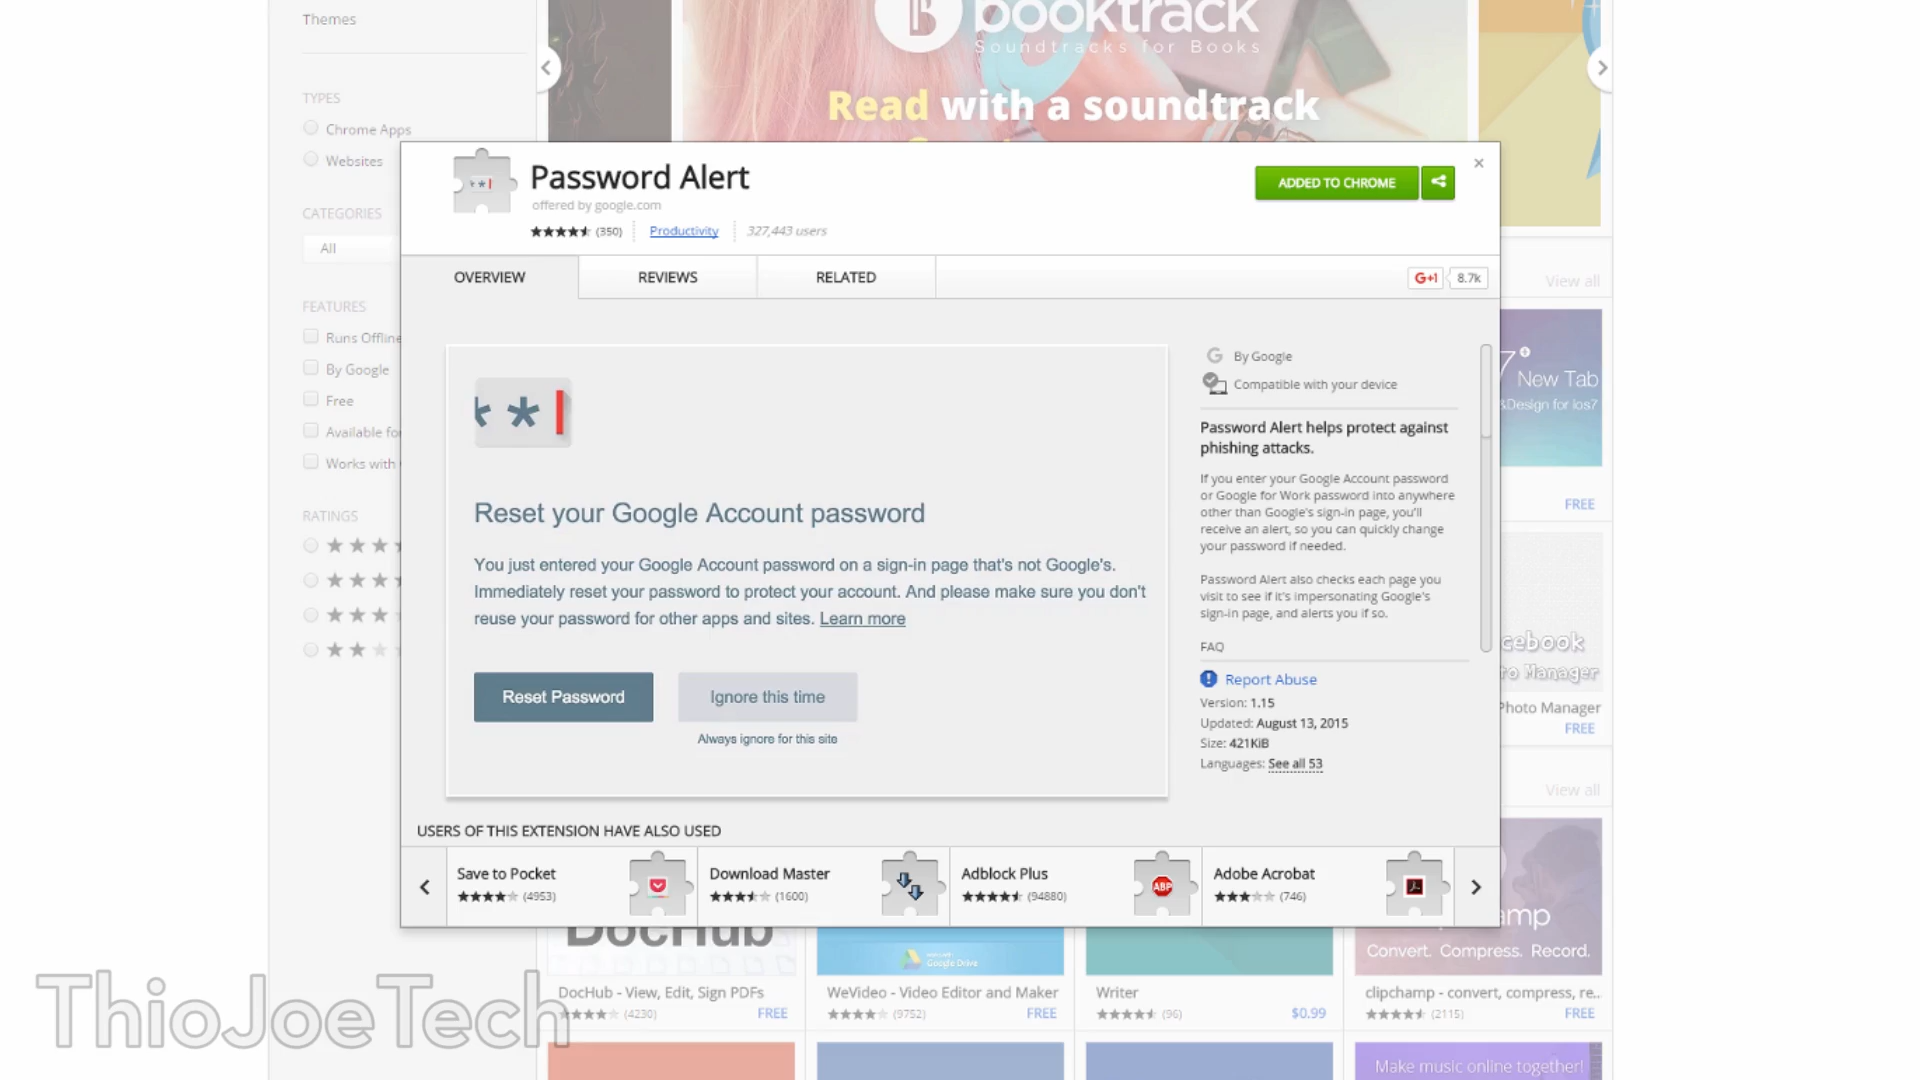 Themes
TYPES
Chrome Apps
Websites
CATEGORIES
All
FEATURES
Runs Offline
By Google
Free
Available fo
Works with
RATINGS
booktrack
Soundtracks for Books
Read with a soundtrack
Password Alert
offered by google.com
(350)
Productivity
327,443 users
ADDED TO CHROME
OVERVIEW
REVIEWS
RELATED
G+1
8.7k
Reset your Google Account password
You just entered your Google Account password on a sign-in page that's not Google's.
Immediately reset your password to protect your account. And please make sure you don't
reuse your password for other apps and sites. Learn more
Reset Password
Ignore this time
Always ignore for this site
By Google
Compatible with your device
Password Alert helps protect against
phishing attacks.
If you enter your Google Account password
or Google for Work password into anywhere
other than Google's sign-in page, you'll
receive an alert, so you can quickly change
your password if needed.
Password Alert also checks each page you
visit to see if it's impersonating Google's
sign-in page, and alerts you if so.
FAQ
Report Abuse
Version: 1.15
Updated: August 13, 2015
Size: 421KiB
Languages: See all 53
USERS OF THIS EXTENSION HAVE ALSO USED
Save to Pocket
(4953)
Download Master
(1600)
Adblock Plus
(94880)
ABP
Adobe Acrobat
(746)
View all
7
New Tab
&Design for ios7
FREE
cebook
to Manager
Photo Manager
FREE
View all
DocHub
Google Drive
amp
Convert. Compress. Record.
DocHub - View, Edit, Sign PDFs
(4230)
FREE
WeVideo - Video Editor and Maker
(9752)
FREE
Writer
(96)
$0.99
clipchamp - convert, compress, re...
(2115)
FREE
Make music online together!
ThioJoeTech